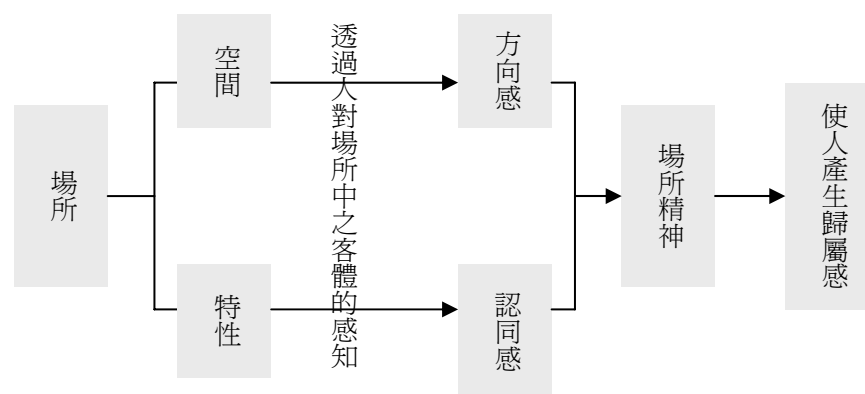 場所
空間
特性
透過人對場所中之客體的感知
方向感
認同感
場所精神
使人產生歸屬感